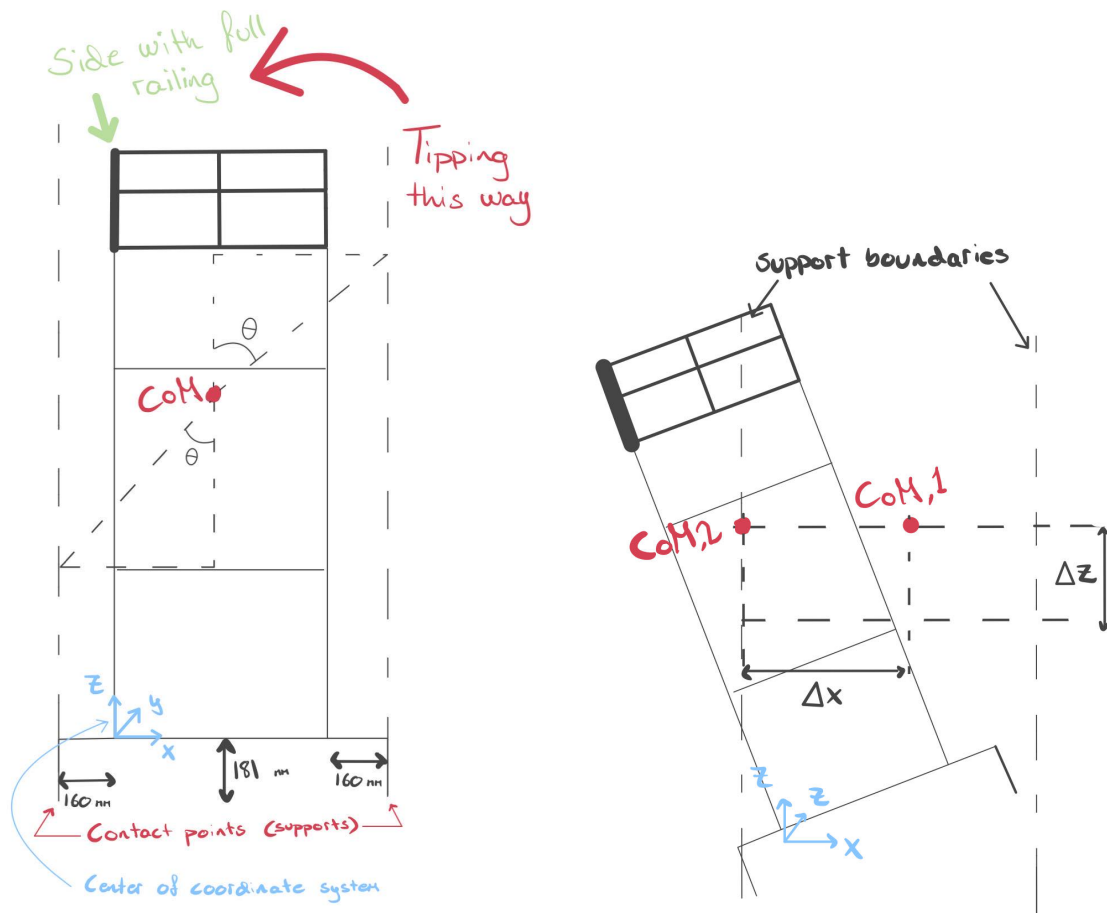 Side with full
railing
Tipping
this way
θ
CoM
θ
z
y
x
181 mm
160 mm
160 mm
Contact points (supports)
Center of coordinate system
support boundaries
CoM,1
CoM,2
Δz
Δx
z
z
x